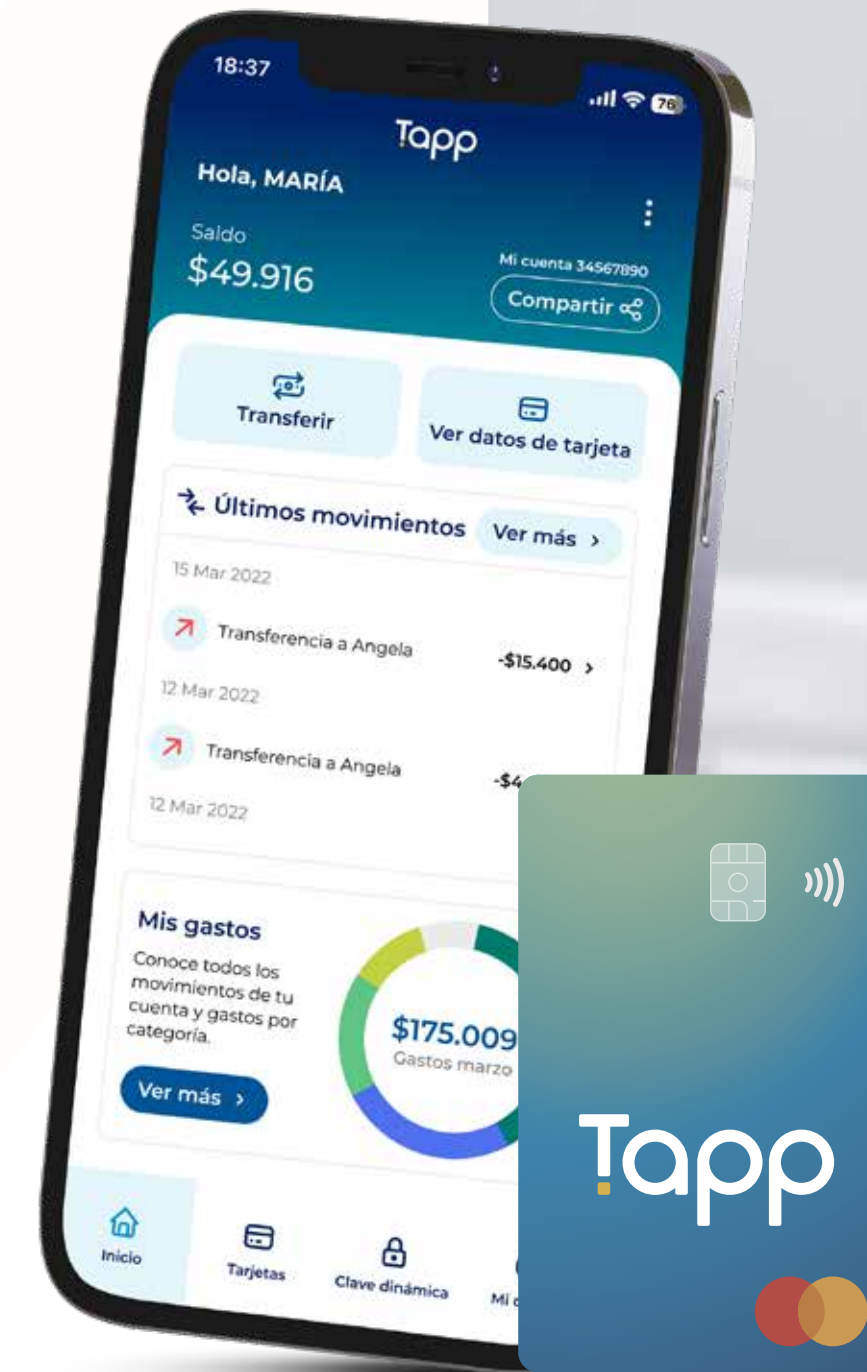 18:37
76
Tapp
Hola, MARÍA
Saldo
$49.916
Mi cuenta 34567890
Compartir
Transferir
Ver datos de tarjeta
Últimos movimientos
Ver más
15 Mar 2022
Transferencia a Angela
-$15.400
12 Mar 2022
Transferencia a Angela
-$4
12 Mar 2022
Mis gastos
Conoce todos los
movimientos de tu
cuenta y gastos por
categoría.
Ver más
$175.009
Gastos marzo
Inicio
Tarjetas
Clave dinámica
Mi
Tapp